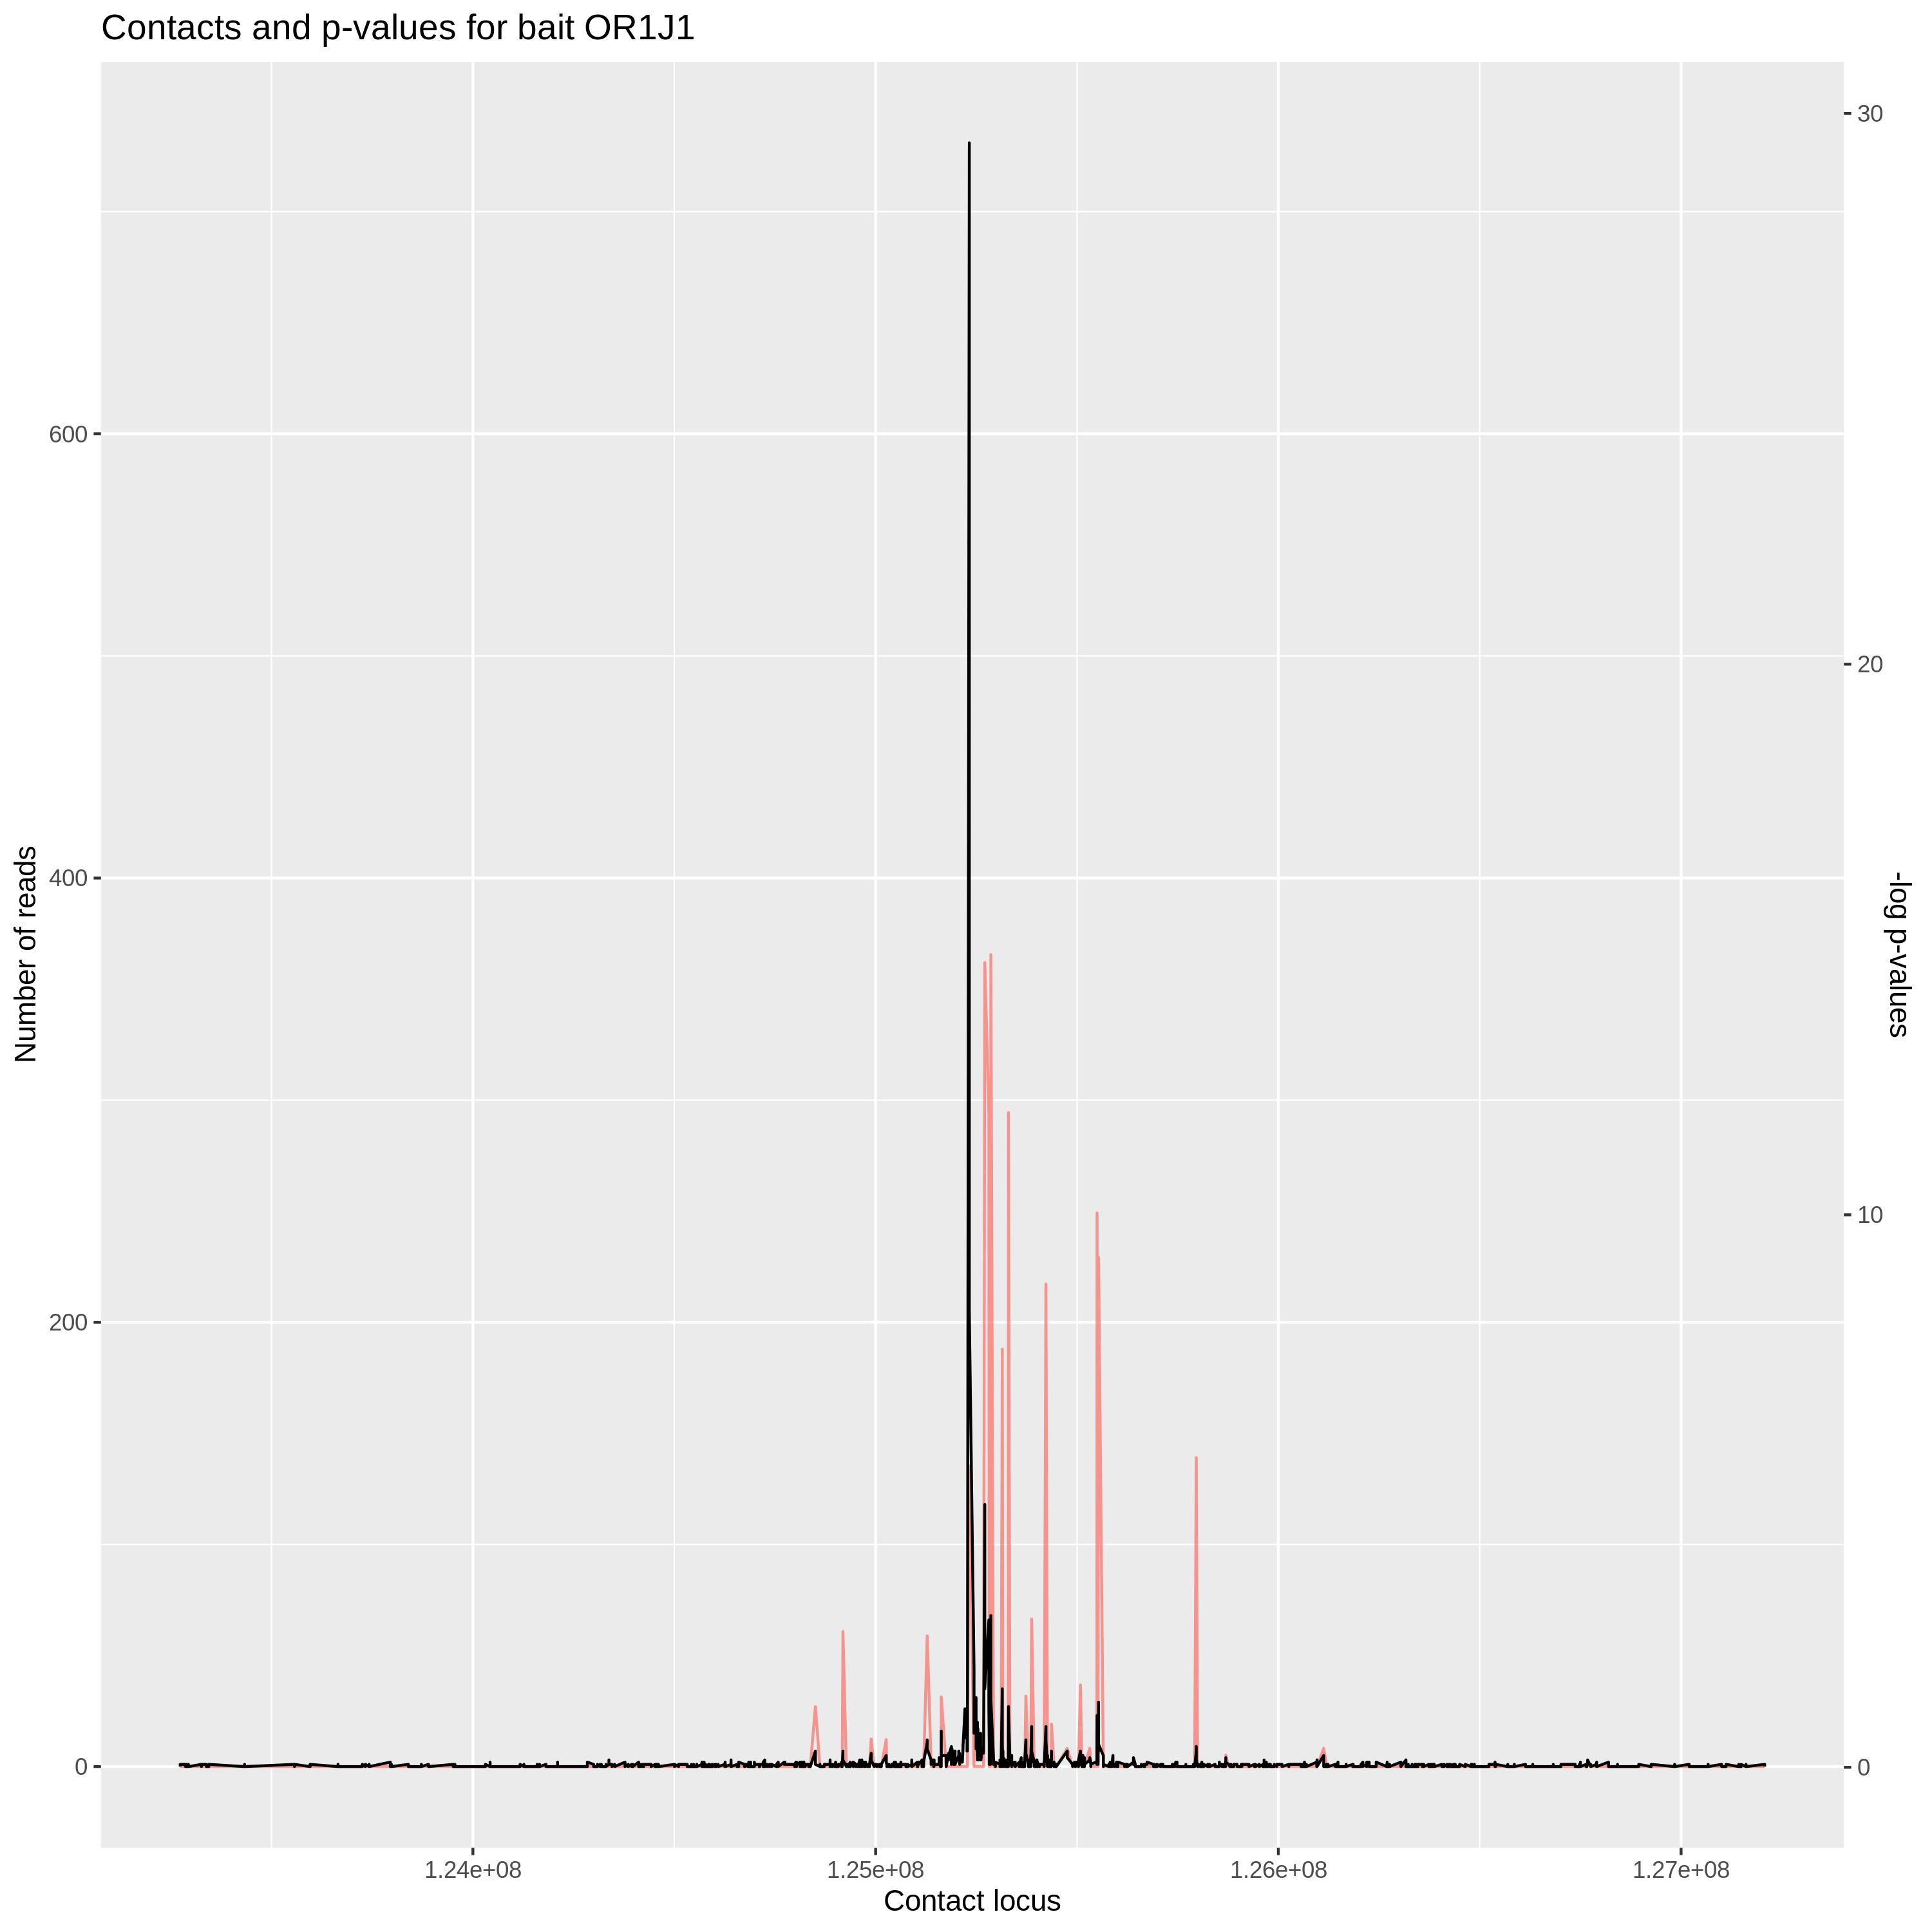 Contacts and p-values for bait OR1J1
30
600
20
400
Number of reads
-log p-values
10
200
0
0
1.24e+08
1.25e+08
1.26e+08
1.27e+08
Contact locus